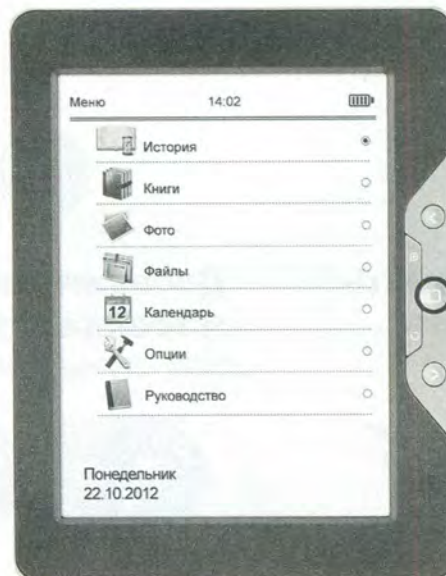 Меню 14:02
История
Книги
Фото
Файлы
12 Календарь
Опции
Руководство
Понедельник
22.10.2012